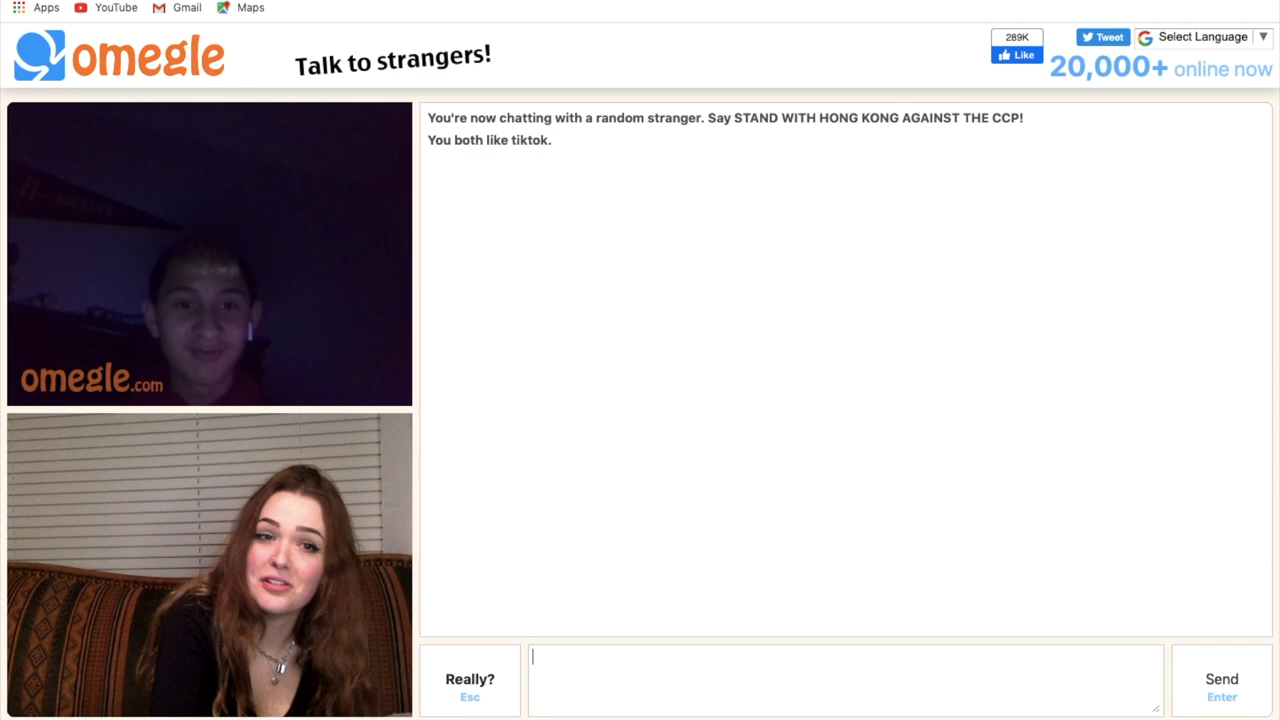 Apps YouTube Gmail Maps
omegle
Talk to strangers!
289K
Like
Tweet
Select Language
20,000+ online now
You're now chatting with a random stranger. Say STAND WITH HONG KONG AGAINST THE CCP!
You both like tiktok.
omegle.com
Really?
Esc
Send
Enter